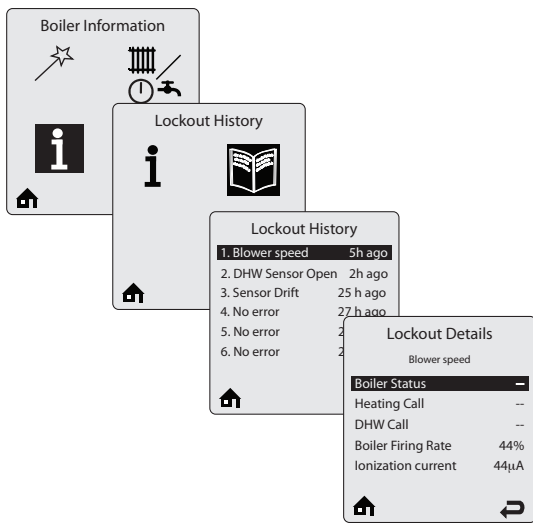 Boiler Information
i
Lockout History
i
Lockout History
1. Blower speed 5h ago
2. DHW Sensor Open 2h ago
3. Sensor Drift 25 h ago
4. No error 27 h ago
5. No error 2
6. No error 2
Lockout Details
Blower speed
Boiler Status –
Heating Call --
DHW Call --
Boiler Firing Rate 44%
Ionization current 44µA